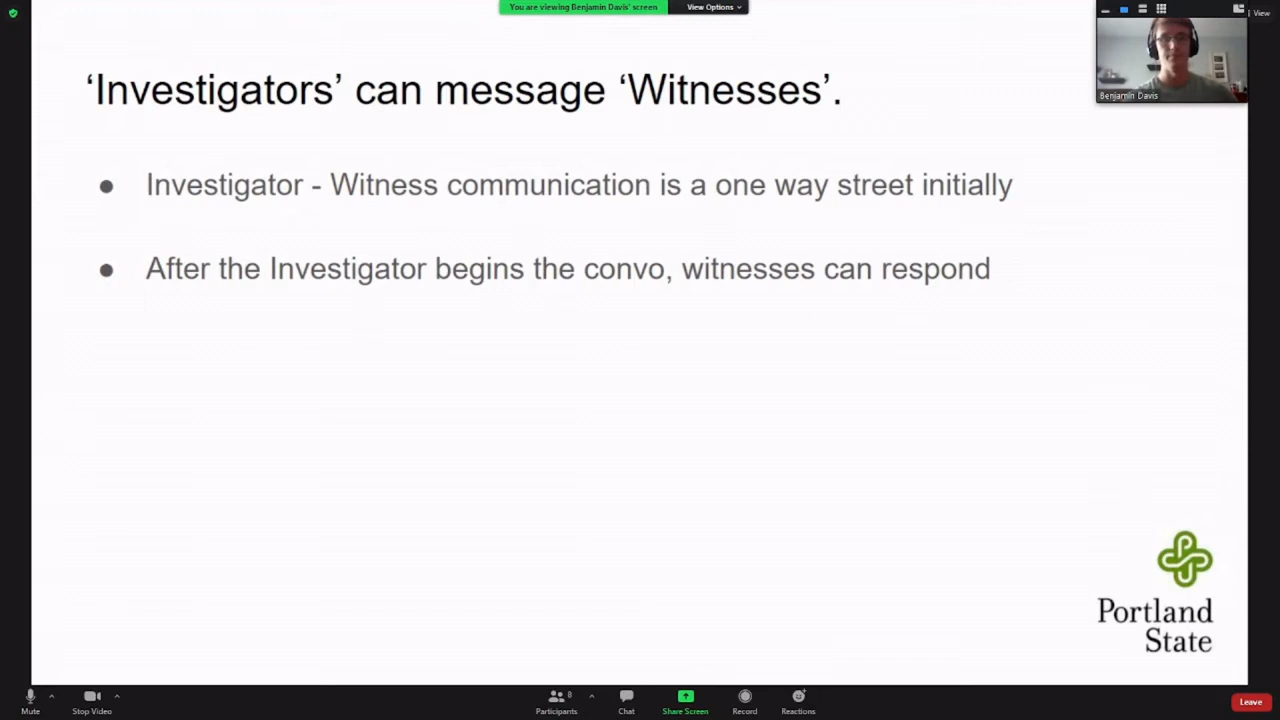 You are viewing Benjamin Davis' screen
View Options
View
Benjamin Davis
‘Investigators’ can message ‘Witnesses’.
● Investigator - Witness communication is a one way street initially
● After the Investigator begins the convo, witnesses can respond
Portland
State
Mute
Stop Video
Participants
8
Chat
Share Screen
Record
Reactions
Leave